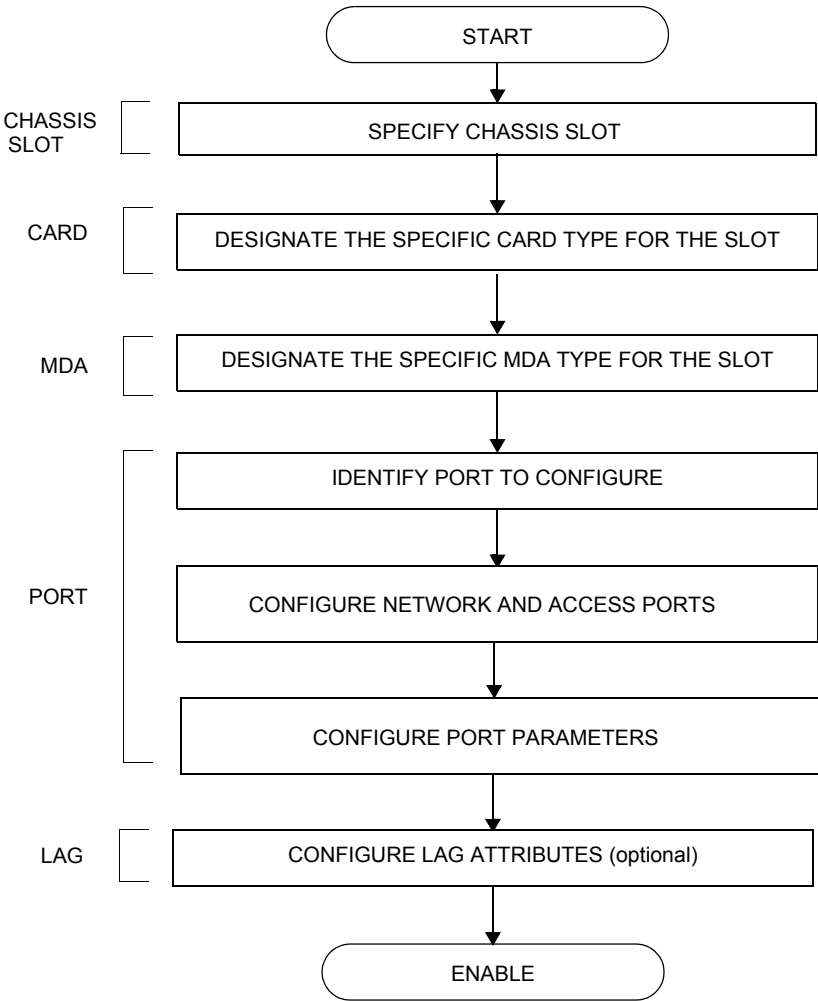 START
CHASSIS
SLOT
SPECIFY CHASSIS SLOT
CARD
DESIGNATE THE SPECIFIC CARD TYPE FOR THE SLOT
MDA
DESIGNATE THE SPECIFIC MDA TYPE FOR THE SLOT
IDENTIFY PORT TO CONFIGURE
PORT
CONFIGURE NETWORK AND ACCESS PORTS
CONFIGURE PORT PARAMETERS
LAG
CONFIGURE LAG ATTRIBUTES (optional)
ENABLE